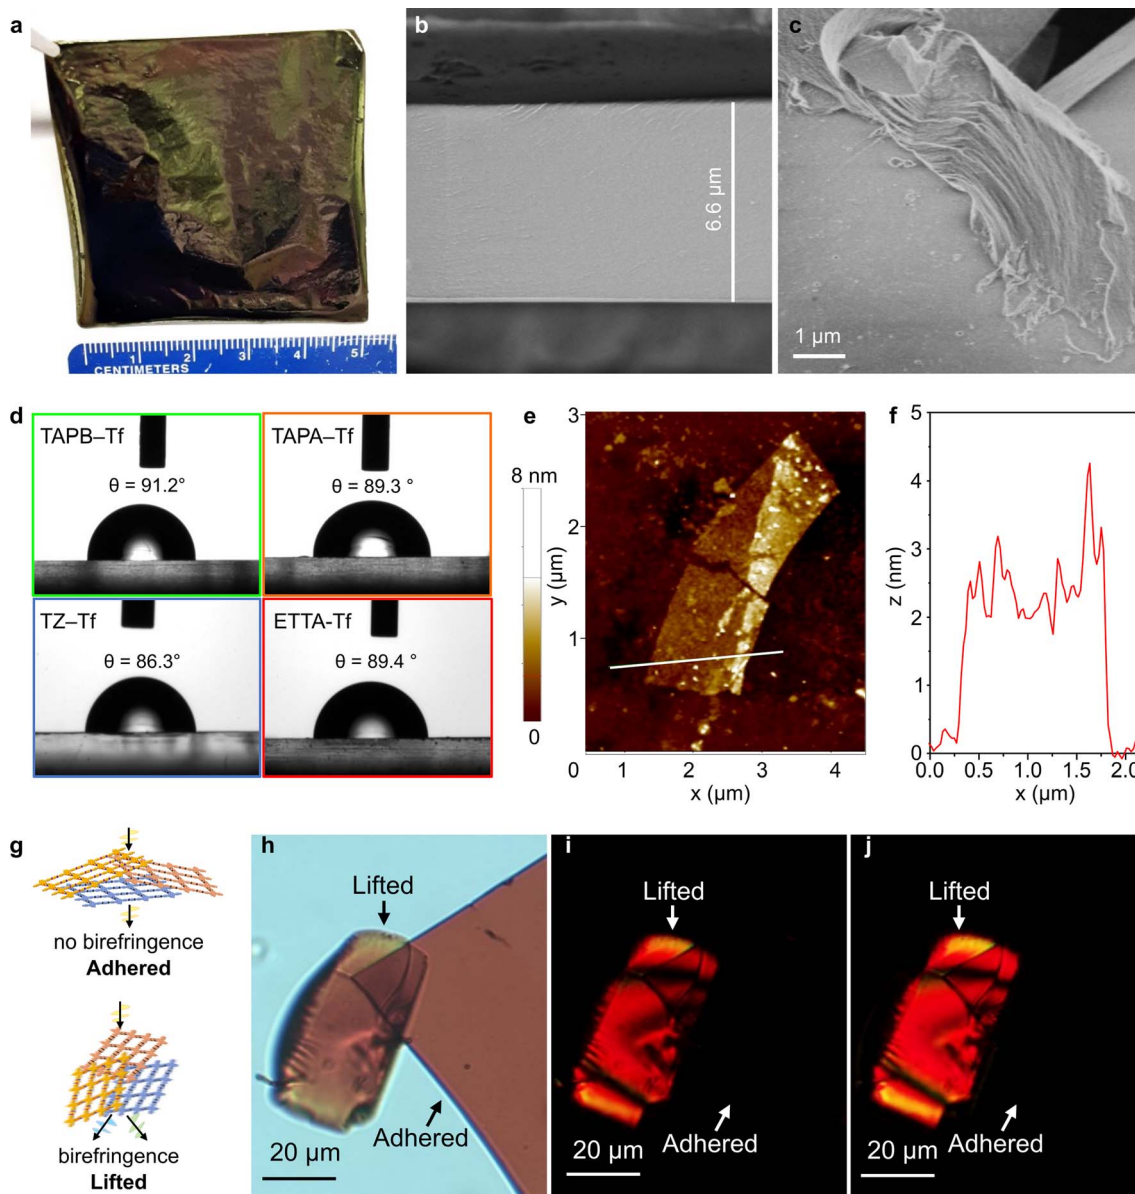 a
1 2 3 4 5
CENTIMETERS
b
6.6 µm
c
1 µm
d
TAPB–Tf
θ = 91.2°
TAPA–Tf
θ = 89.3 °
TZ–Tf
θ = 86.3°
ETTA-Tf
θ = 89.4 °
e
8 nm
0
3
2
1
y (µm)
0 1 2 3 4
x (µm)
f
5
4
3
2
1
0
z (nm)
0.0 0.5 1.0 1.5 2.0
x (µm)
g
no birefringence
Adhered
birefringence
Lifted
h
Lifted
Adhered
20 µm
i
Lifted
Adhered
20 µm
j
Lifted
Adhered
20 µm